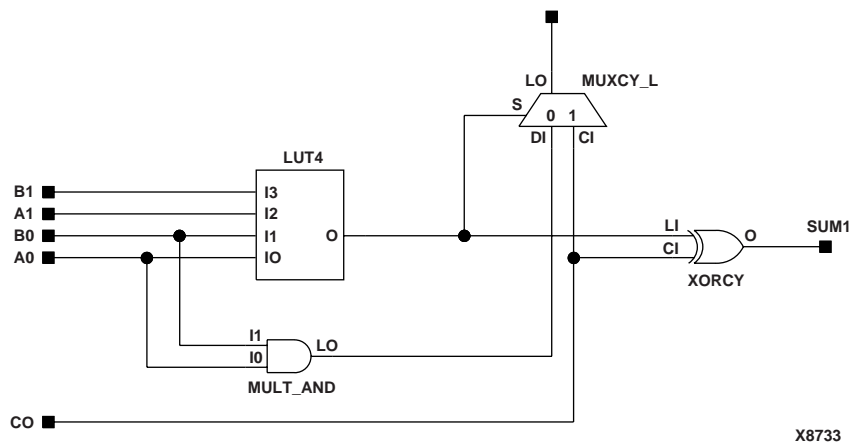 LO MUXCY_L
S
0 1
DI CI
LUT4
B1 I3
A1 I2
B0 I1 O LI O SUM1
A0 IO CI
XORCY
I1 LO
I0
MULT_AND
CO
X8733